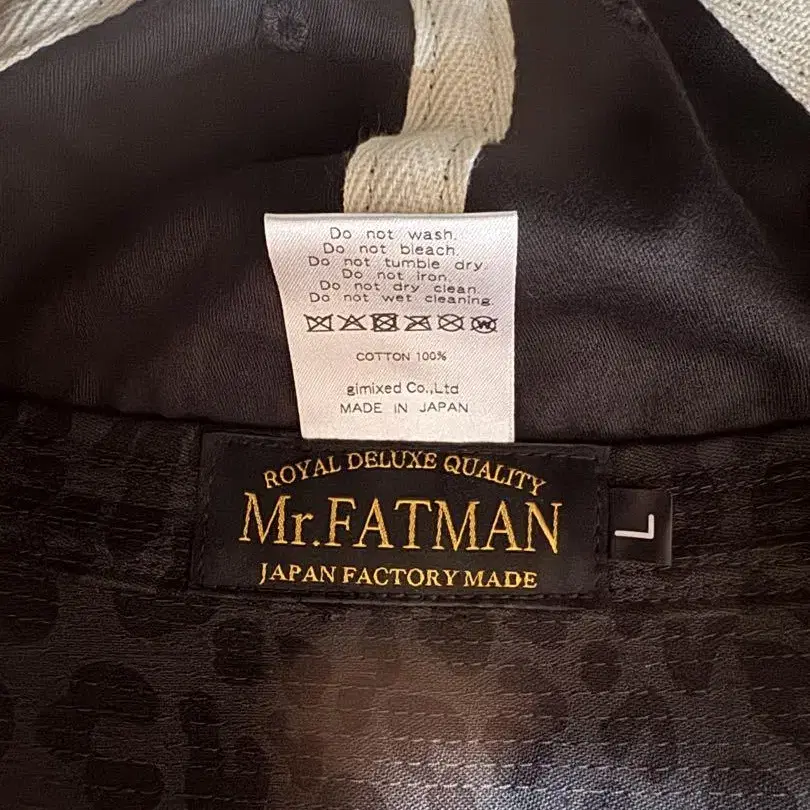 Do not wash.
Do not bleach.
Do not tumble dry.
Do not iron.
Do not dry clean.
Do not wet cleaning.
W
COTTON 100%
gimixed Co.,Ltd
MADE IN JAPAN
ROYAL DELUXE QUALITY
Mr.FATMAN
JAPAN FACTORY MADE
L